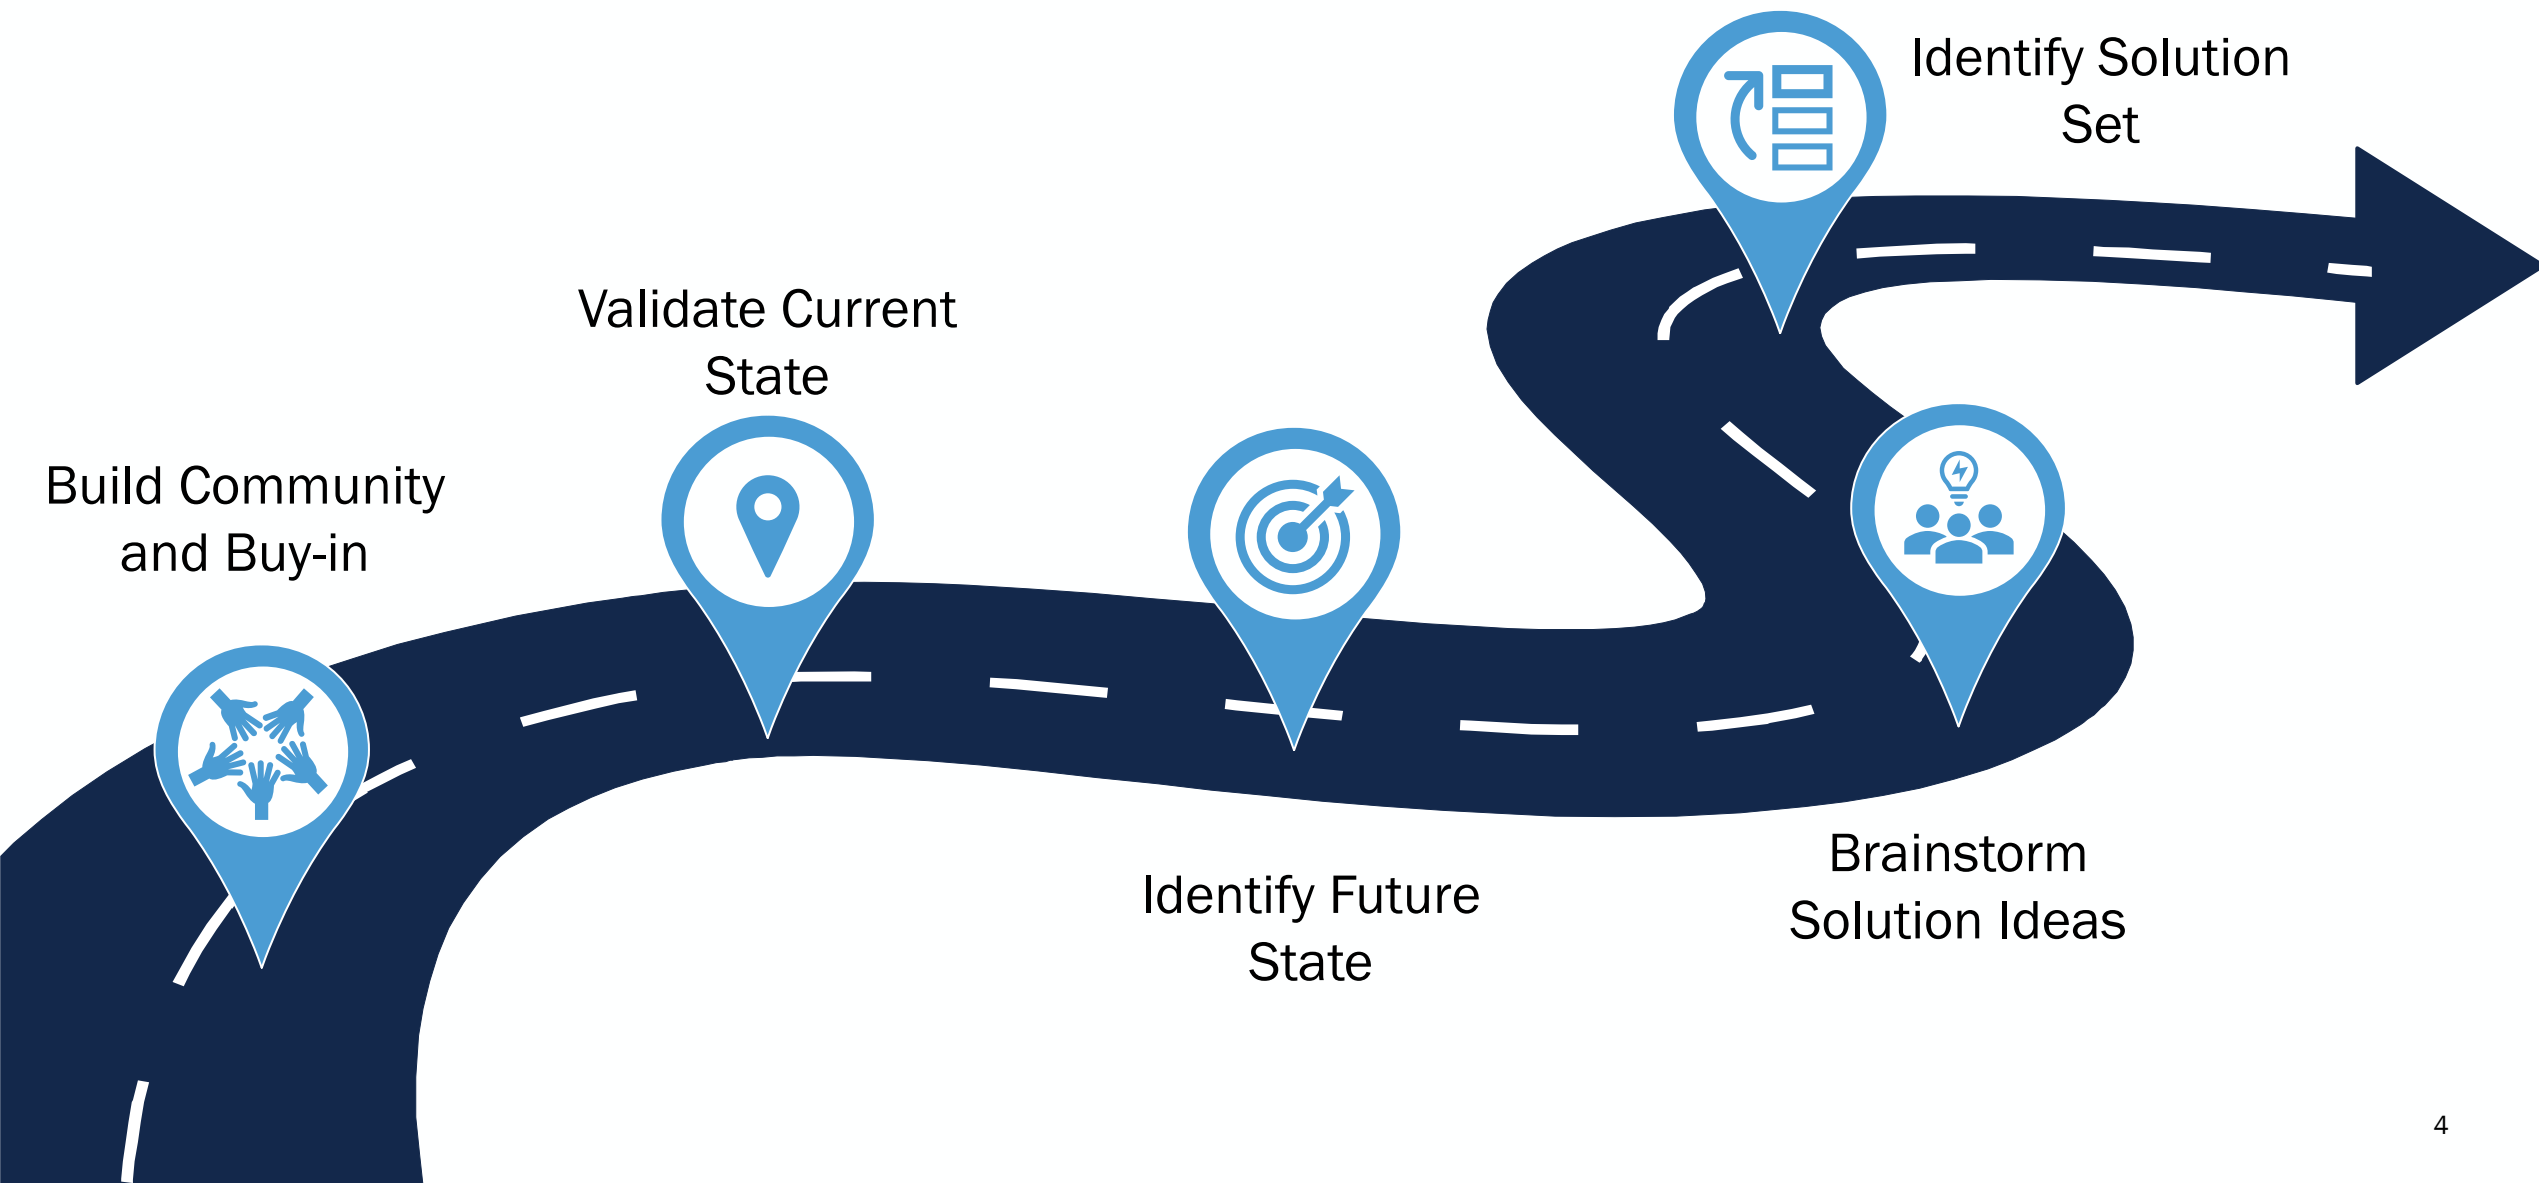 Identify Solution
Set
Validate Current
State
Build Community
and Buy-in
Identify Future
State
Brainstorm
Solution Ideas
4